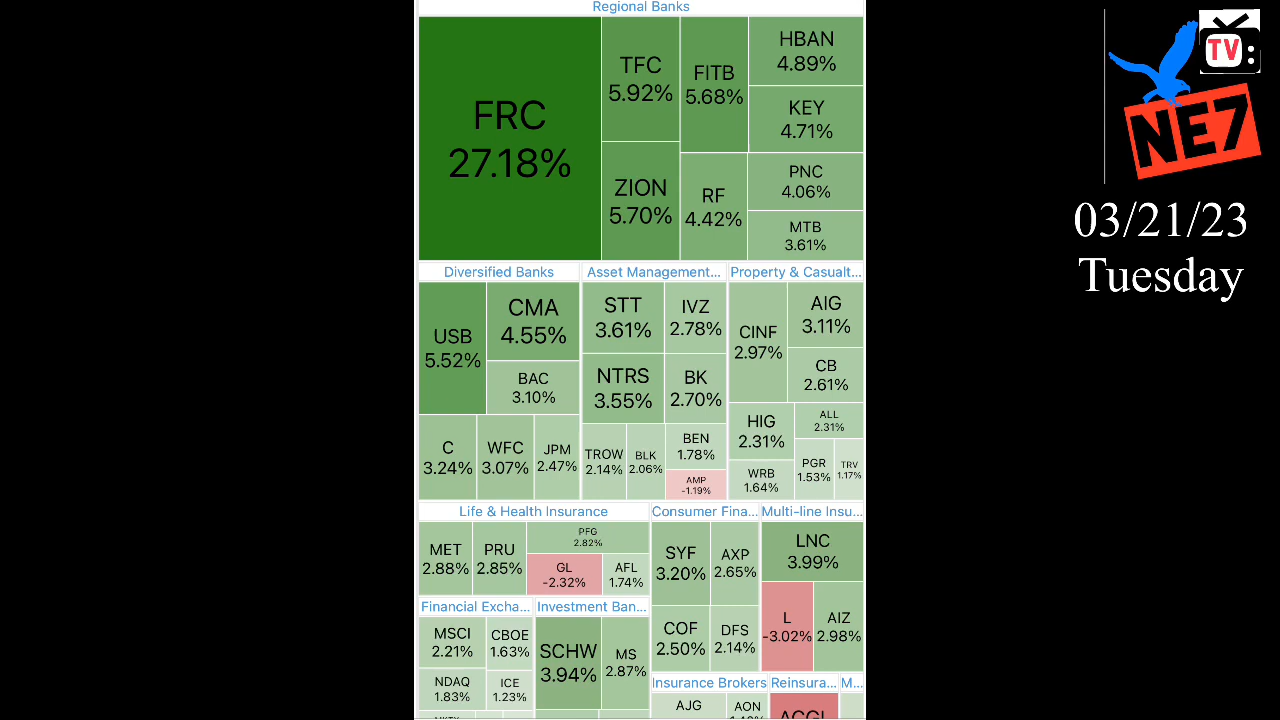 Regional Banks
FRC
27.18%
TFC
5.92%
FITB
5.68%
HBAN
4.89%
KEY
4.71%
ZION
5.70%
RF
4.42%
PNC
4.06%
MTB
3.61%
Diversified Banks
USB
5.52%
CMA
4.55%
BAC
3.10%
C
3.24%
WFC
3.07%
JPM
2.47%
Asset Management...
STT
3.61%
IVZ
2.78%
NTRS
3.55%
BK
2.70%
TROW
2.14%
BLK
2.06%
BEN
1.78%
AMP
-1.19%
Property & Casualt...
CINF
2.97%
AIG
3.11%
CB
2.61%
HIG
2.31%
ALL
2.31%
WRB
1.64%
PGR
1.53%
TRV
1.17%
Life & Health Insurance
MET
2.88%
PRU
2.85%
PFG
2.82%
GL
-2.32%
AFL
1.74%
Consumer Fina...
SYF
3.20%
AXP
2.65%
COF
2.50%
DFS
2.14%
Multi-line Insu...
LNC
3.99%
L
-3.02%
AIZ
2.98%
Financial Excha...
MSCI
2.21%
CBOE
1.63%
NDAQ
1.83%
ICE
1.23%
Investment Ban...
SCHW
3.94%
MS
2.87%
Insurance Brokers
AJG
AON
Reinsura...
ACGL
M...
TV:
NE7
03/21/23
Tuesday